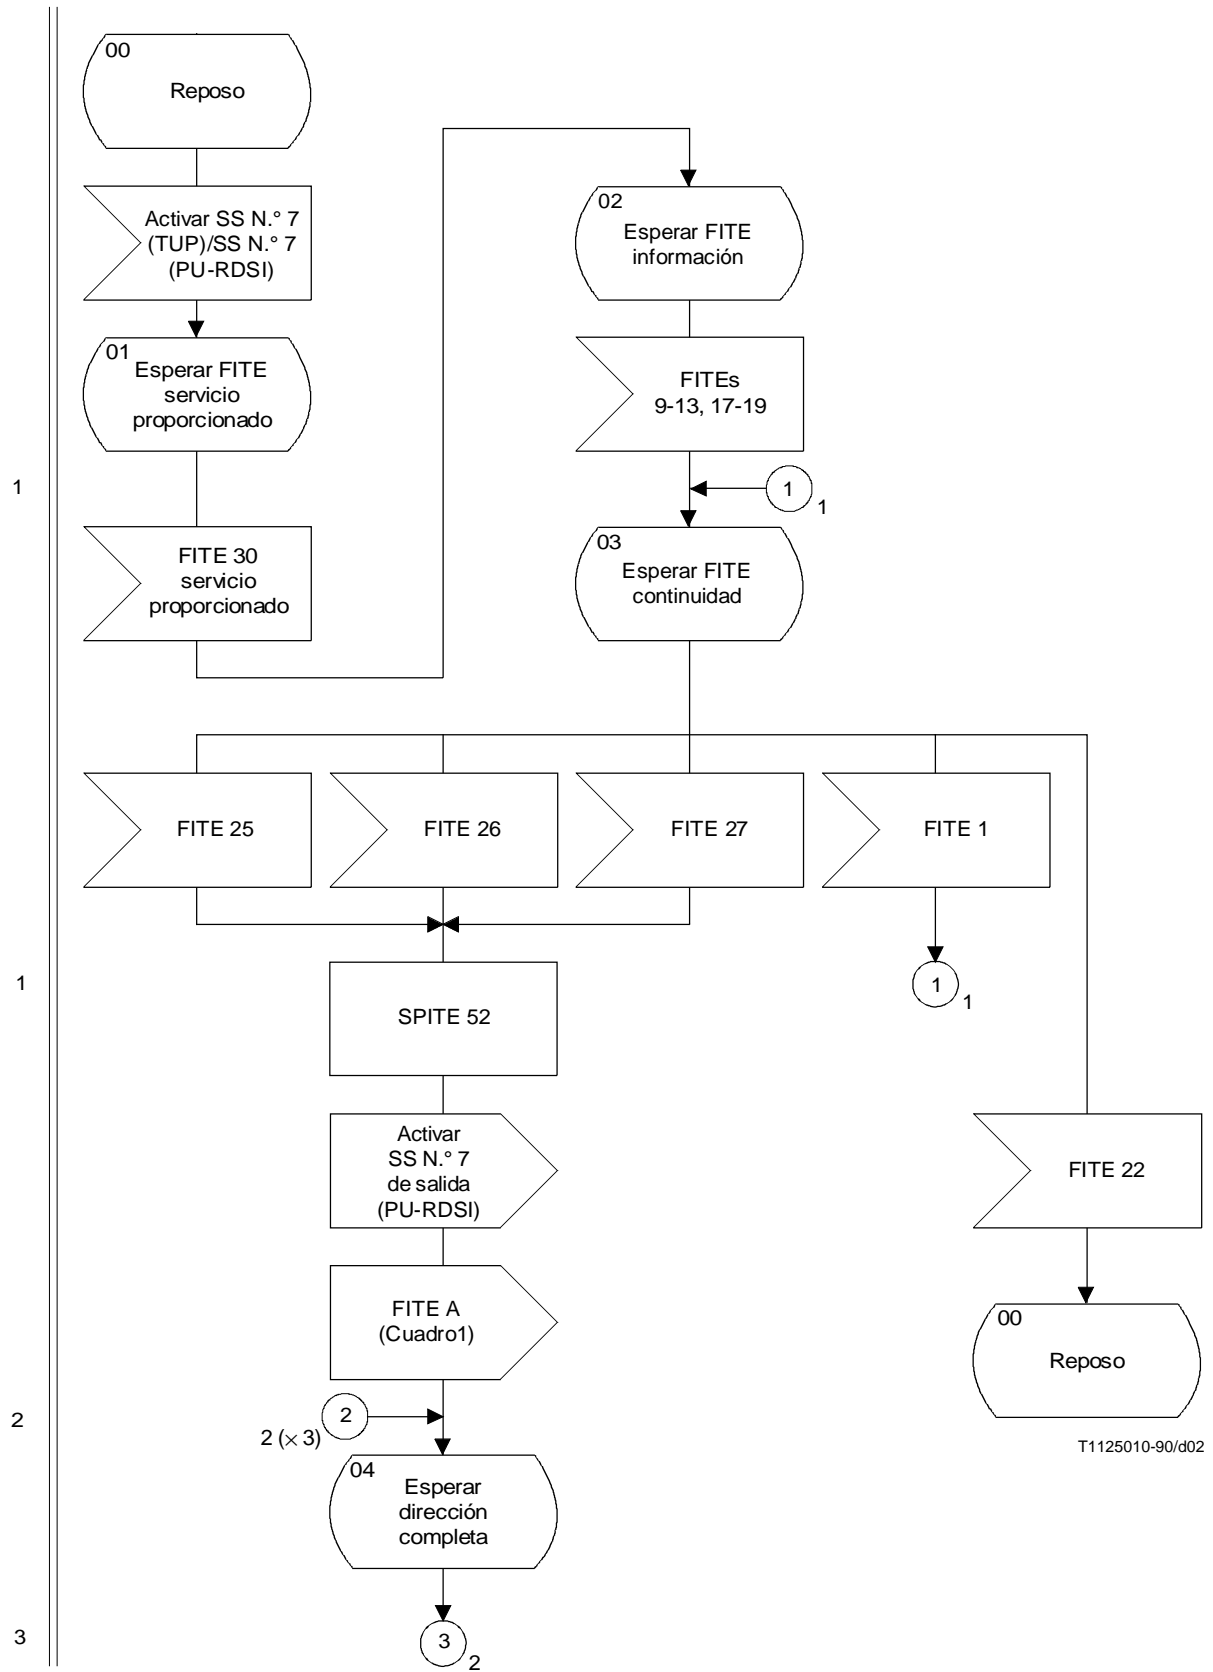 00
Reposo
Activar SS N.° 7
(TUP)/SS N.° 7
(PU-RDSI)
01
Esperar FITE
servicio
proporcionado
1
FITE 30
servicio
proporcionado
02
Esperar FITE
información
FITEs
9-13, 17-19
1
1
03
Esperar FITE
continuidad
FITE 25
FITE 26
FITE 27
FITE 1
1
SPITE 52
1
1
Activar
SS N.° 7
de salida
(PU-RDSI)
FITE 22
FITE A
(Cuadro1)
00
Reposo
2
2
2 (× 3)
T1125010-90/d02
04
Esperar
dirección
completa
3
3
2